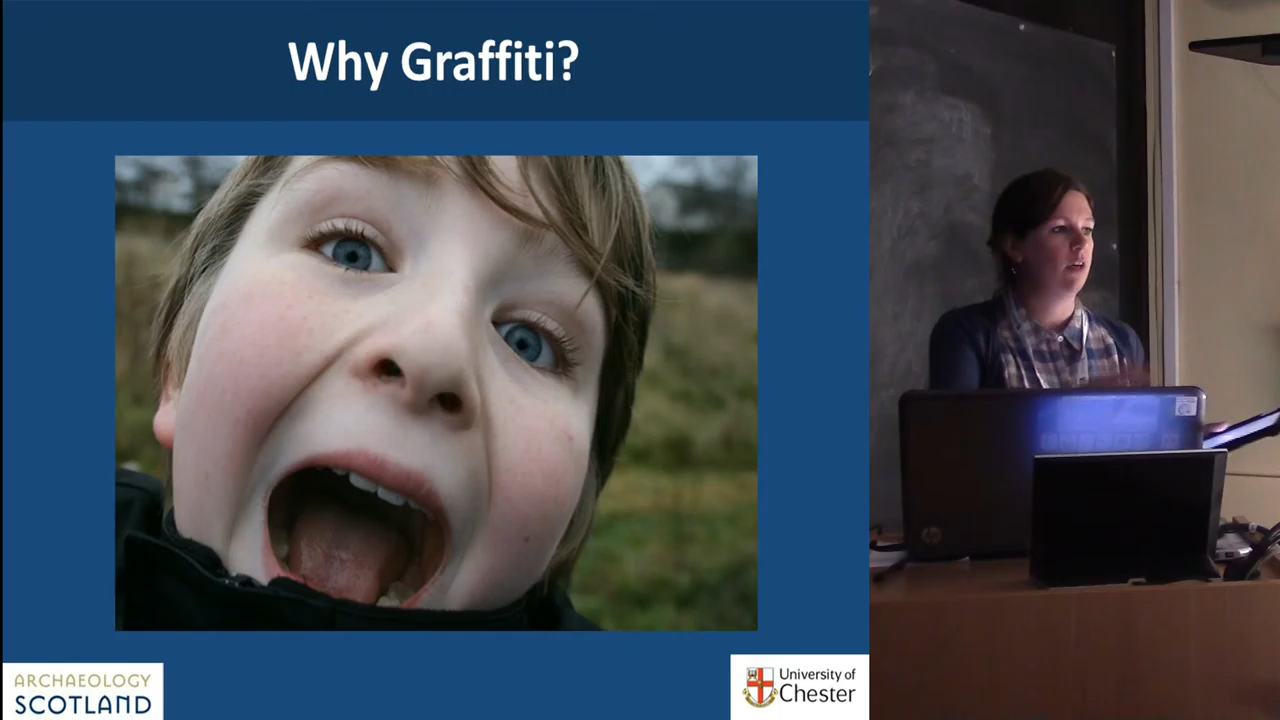 Why Graffiti?
ARCHAEOLOGY
SCOTLAND
University of
Chester